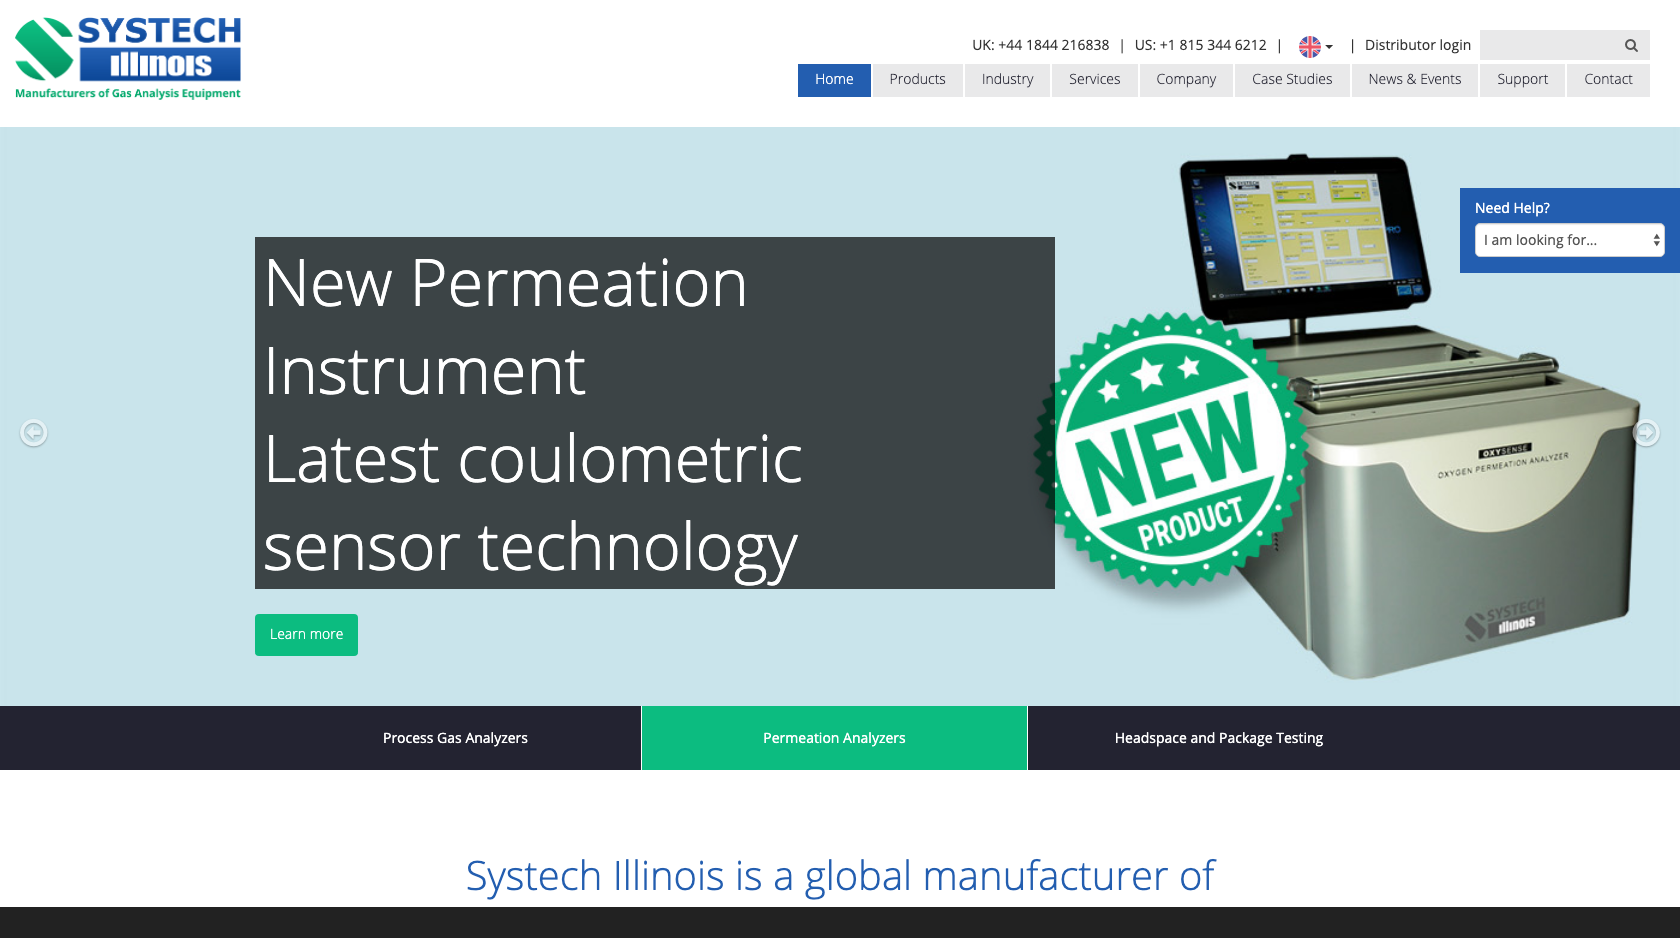 SYSTECH
illinois
Manufacturers of Gas Analysis Equipment
UK: +44 1844 216838 | US: +1 815 344 6212 | | Distributor login
Home Products Industry Services Company Case Studies News & Events Support Contact
Need Help?
I am looking for...
New Permeation
Instrument
Latest coulometric
sensor technology
Learn more
NEW
PRODUCT
OXYSENSE
OXYGEN PERMEATION ANALYZER
SYSTECH
illinois
Process Gas Analyzers Permeation Analyzers Headspace and Package Testing
Systech Illinois is a global manufacturer of